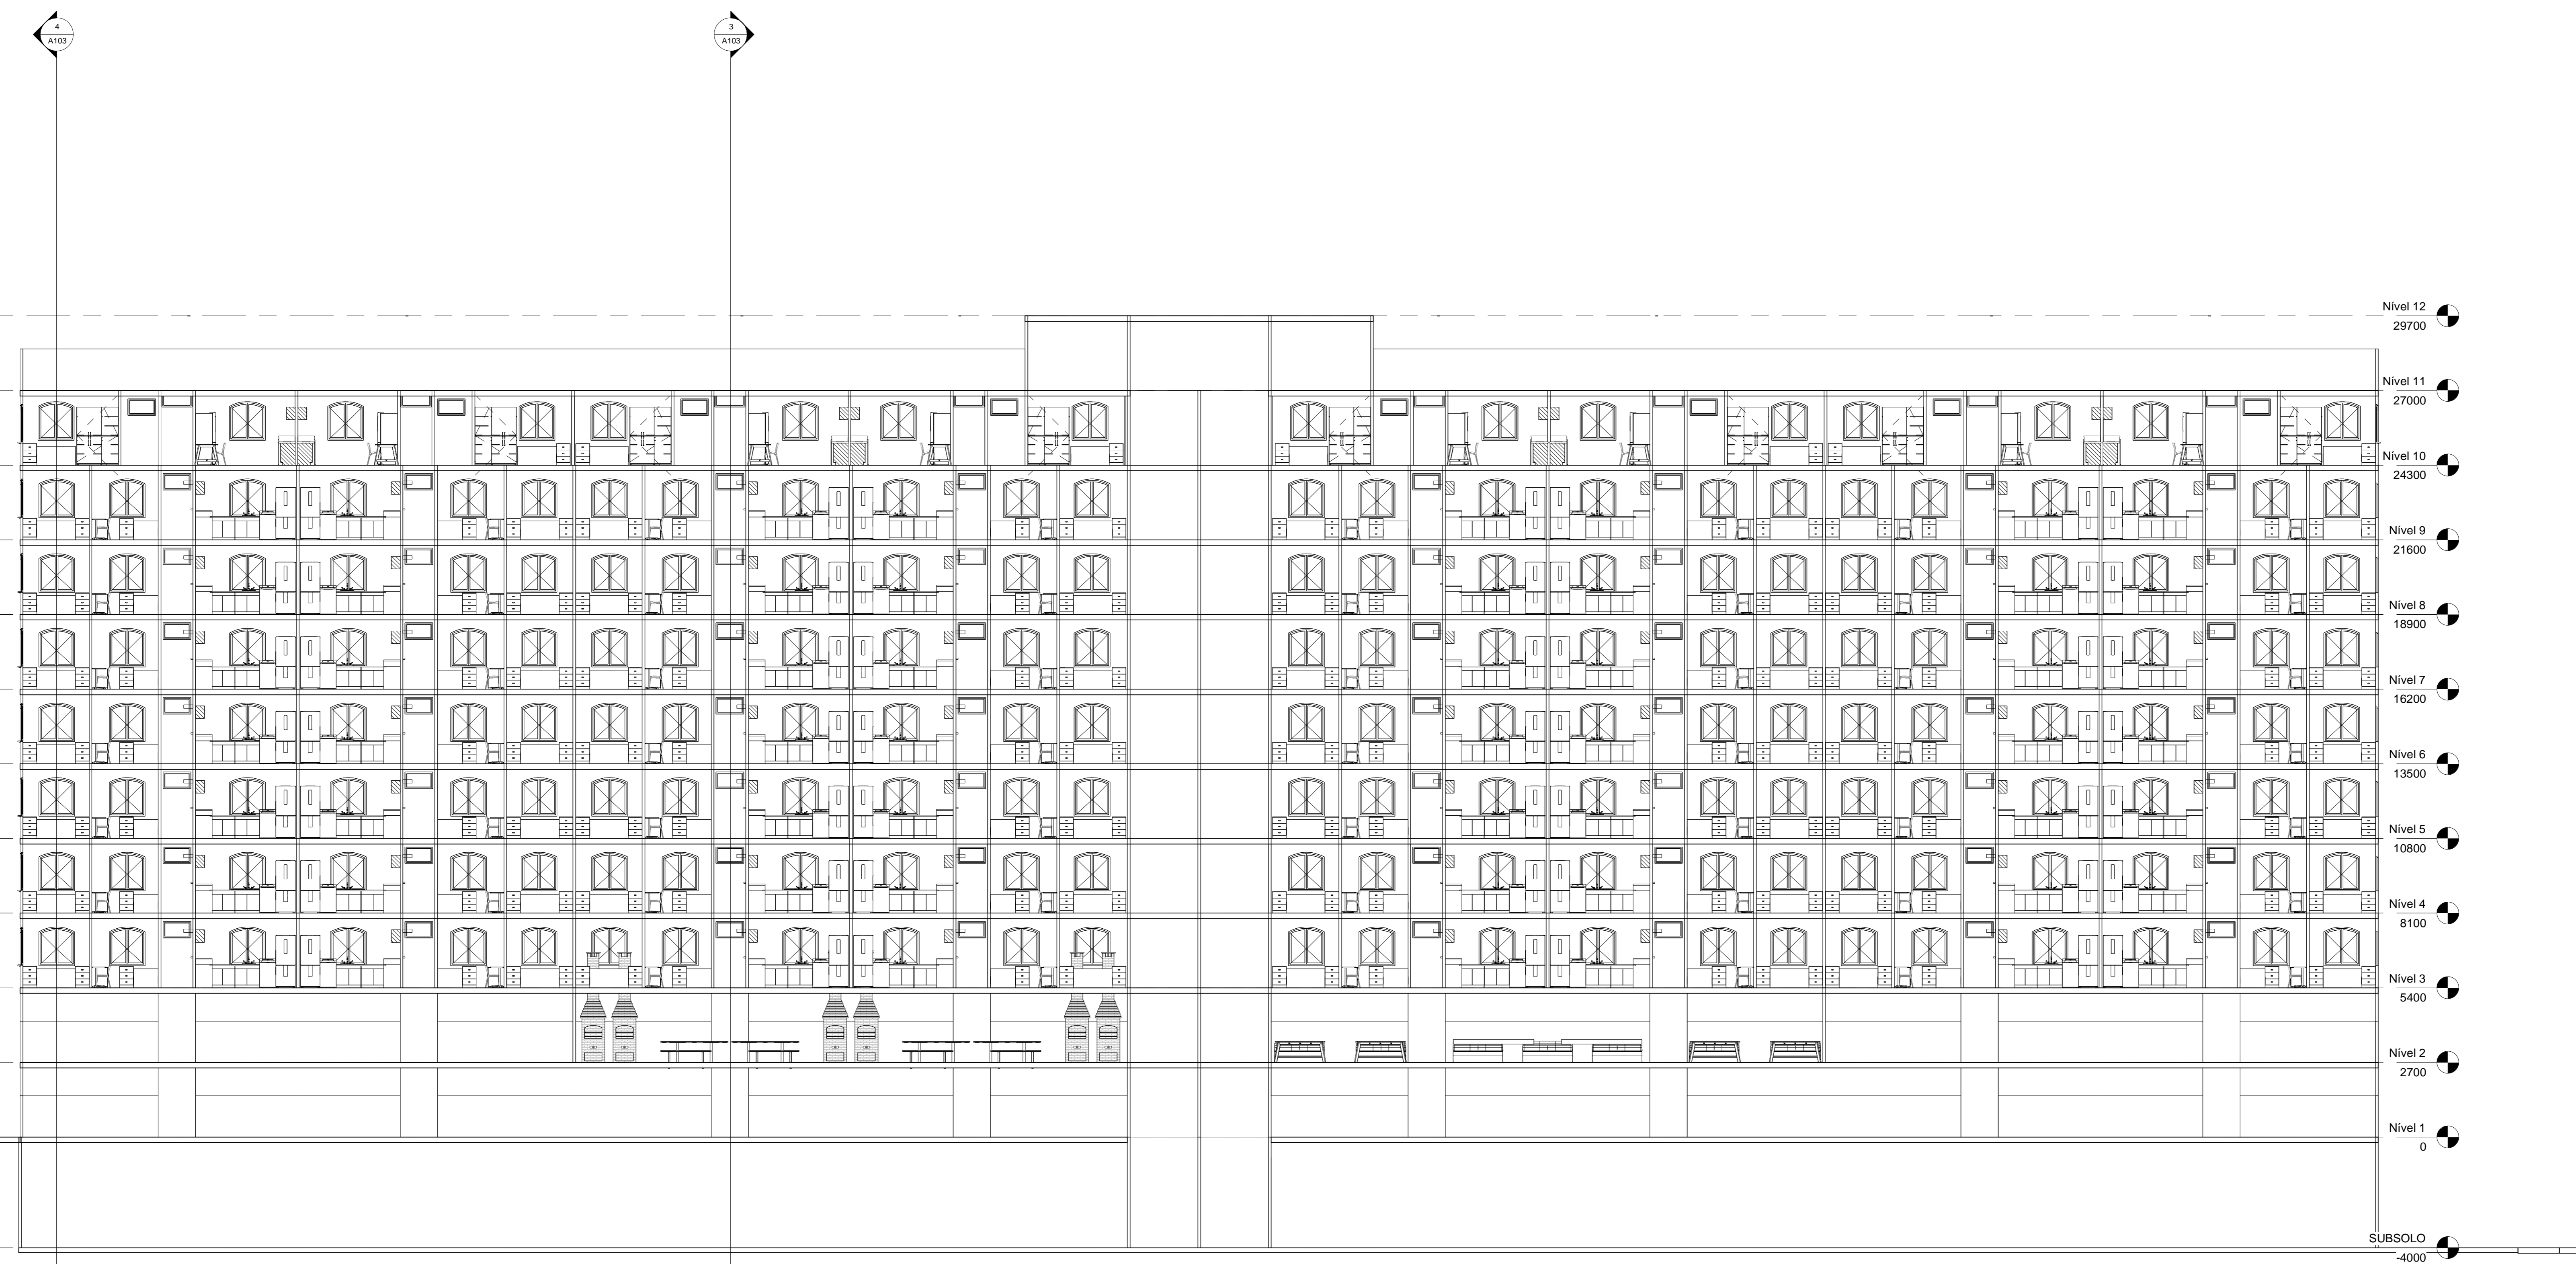 4
A103
3
A103
Nível 12
29700
Nível 11
27000
Nível 10
24300
Nível 9
21600
Nível 8
18900
Nível 7
16200
Nível 6
13500
Nível 5
10800
Nível 4
8100
Nível 3
5400
Nível 2
2700
Nível 1
0
SUBSOLO
-4000